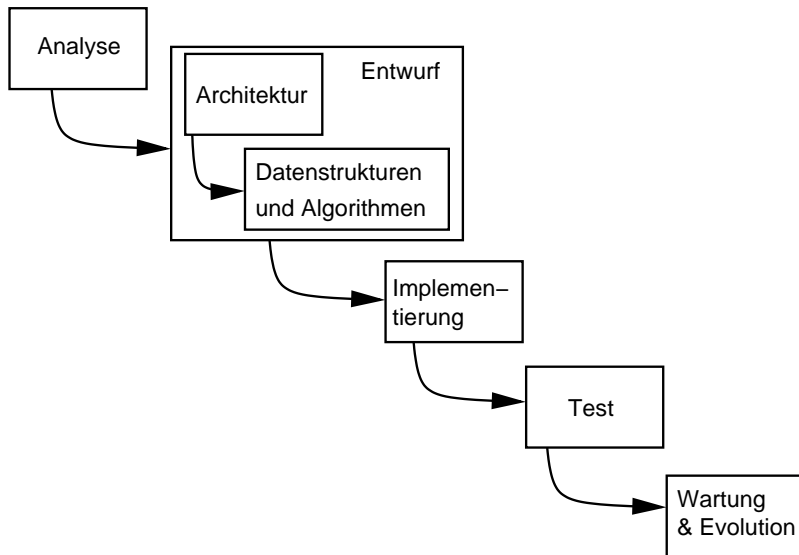 Analyse
Entwurf
Architektur
Datenstrukturen
und Algorithmen
Implemen−
tierung
Test
Wartung
& Evolution